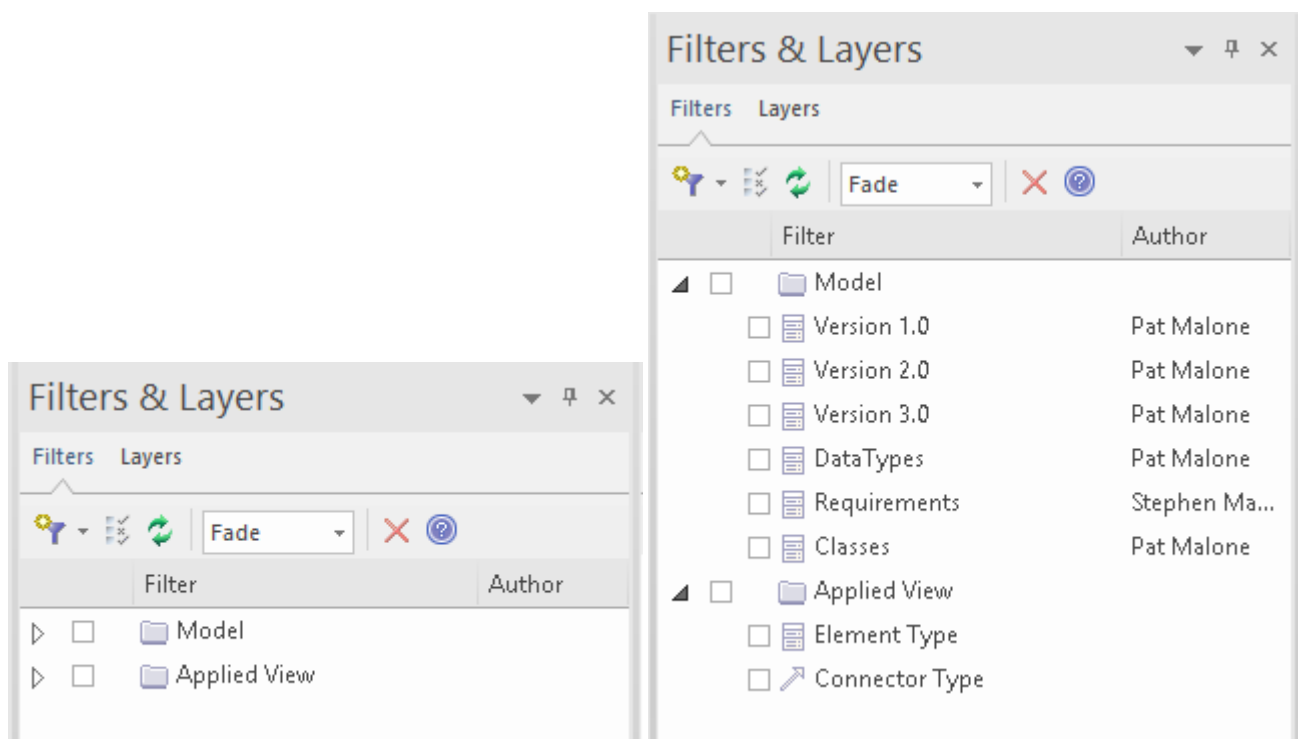 Filters & Layers
Filters Layers
Fade
Filter Author
Model
Applied View
Filters & Layers
Filters Layers
Fade
Filter Author
Model
Version 1.0 Pat Malone
Version 2.0 Pat Malone
Version 3.0 Pat Malone
DataTypes Pat Malone
Requirements Stephen Ma...
Classes Pat Malone
Applied View
Element Type
Connector Type